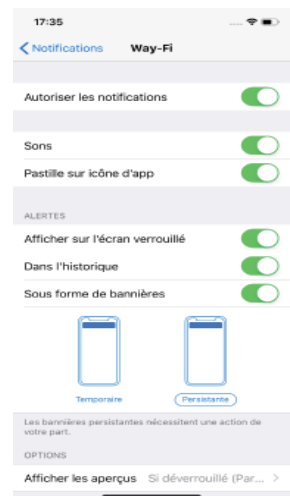 17:35
Notifications Way-Fi
Autoriser les notifications
Sons
Pastille sur icône d'app
ALERTES
Afficher sur l'écran verrouillé
Dans l'historique
Sous forme de bannières
Temporaire Persistante
Les bannières persistantes nécessitent une action de
votre part.
OPTIONS
Afficher les aperçus Si déverrouillé (Par...